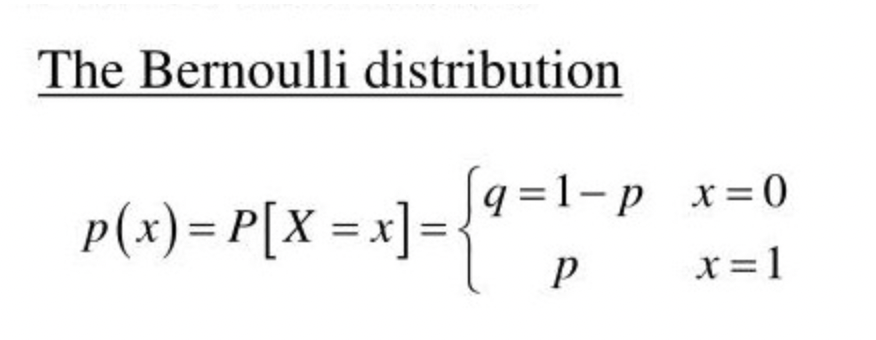 The Bernoulli distribution
p(x) = P[X = x] = { q = 1 − p x = 0
p x = 1